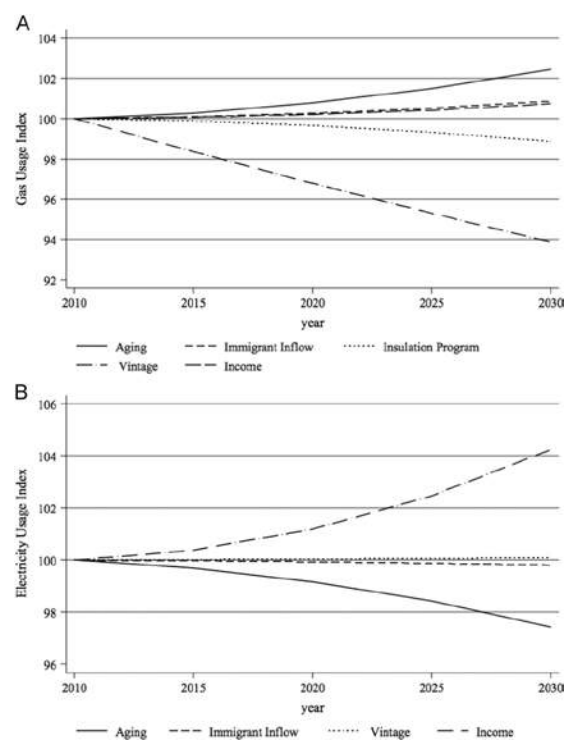 A
104
102
100
98
96
94
92
Gas Usage Index
2010 2015 2020 2025 2030
year
Aging Immigrant Inflow Insulation Program
Vintage Income
B
106
104
102
100
98
96
Electricity Usage Index
2010 2015 2020 2025 2030
year
Aging Immigrant Inflow Vintage Income